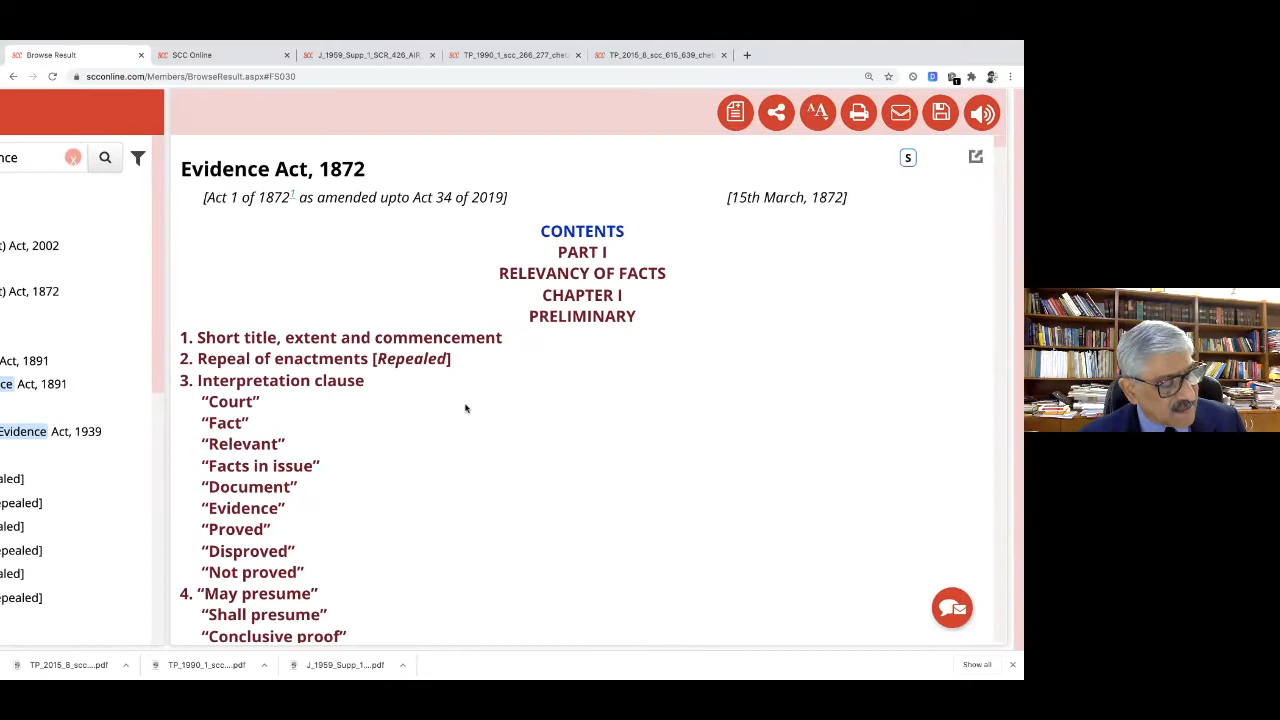 Browse Result
SCC Online
J_1959_Supp_1_SCR_426_AIR
TP_1990_1_scc_266_277_chet
TP_2015_8_scc_615_639_chet
scconline.com/Members/BrowseResult.aspx#FS030
nce
x
t) Act, 2002
t) Act, 1872
Act, 1891
ce Act, 1891
Evidence Act, 1939
aled]
epealed]
aled]
epealed]
aled]
epealed]
Evidence Act, 1872
S
[Act 1 of 18721 as amended upto Act 34 of 2019] [15th March, 1872]
CONTENTS
PART I
RELEVANCY OF FACTS
CHAPTER I
PRELIMINARY
1. Short title, extent and commencement
2. Repeal of enactments [Repealed]
3. Interpretation clause
“Court”
“Fact”
“Relevant”
“Facts in issue”
“Document”
“Evidence”
“Proved”
“Disproved”
“Not proved”
4. “May presume”
“Shall presume”
“Conclusive proof”
TP_2015_8_scc....pdf
TP_1990_1_scc....pdf
J_1959_Supp_1....pdf
Show all